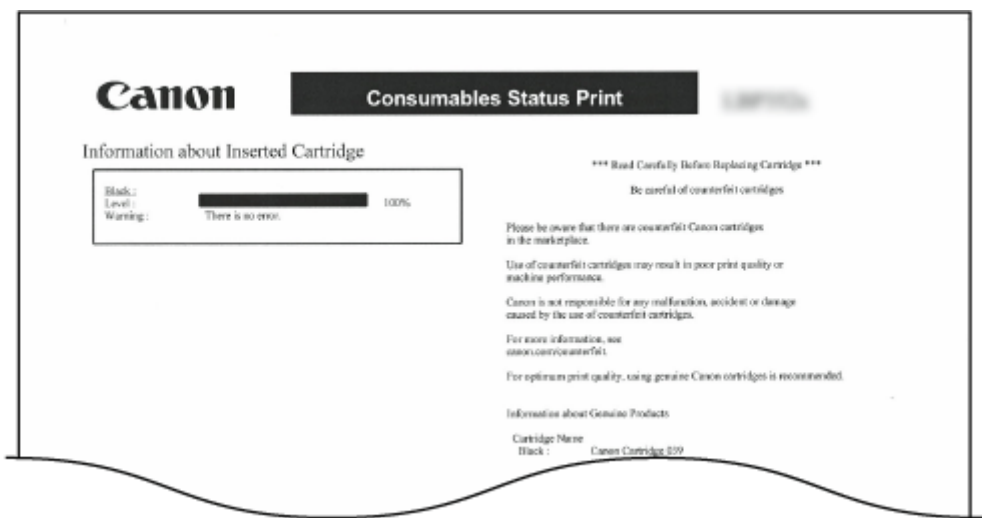 Canon
Consumables Status Print
Information about Inserted Cartridge
Black :
Level : 100%
Warning : There is no error.
*** Read Carefully Before Replacing Cartridge ***
Be careful of counterfeit cartridges
Please be aware that there are counterfeit Canon cartridges
in the marketplace.
Use of counterfeit cartridges may result in poor print quality or
machine performance.
Canon is not responsible for any malfunction, accident or damage
caused by the use of counterfeit cartridges.
For more information, see
canon.com/counterfeit.
For optimum print quality, using genuine Canon cartridges is recommended.
Information about Genuine Products
Cartridge Name
Black : Canon Cartridge 039